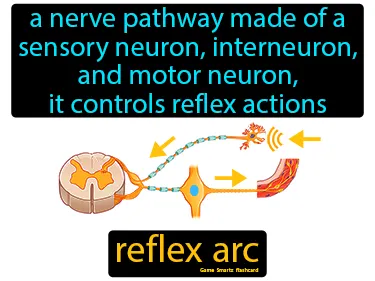 a nerve pathway made of a
sensory neuron, interneuron,
and motor neuron,
it controls reflex actions
reflex arc
Game Smartz flashcard